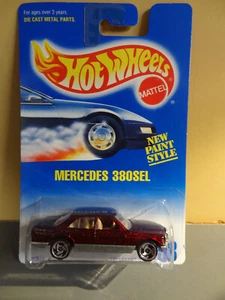 For ages over 3 years.
DIE CAST METAL PARTS.
Hot Wheels
MATTEL
NEW
PAINT
STYLE
MERCEDES 380SEL